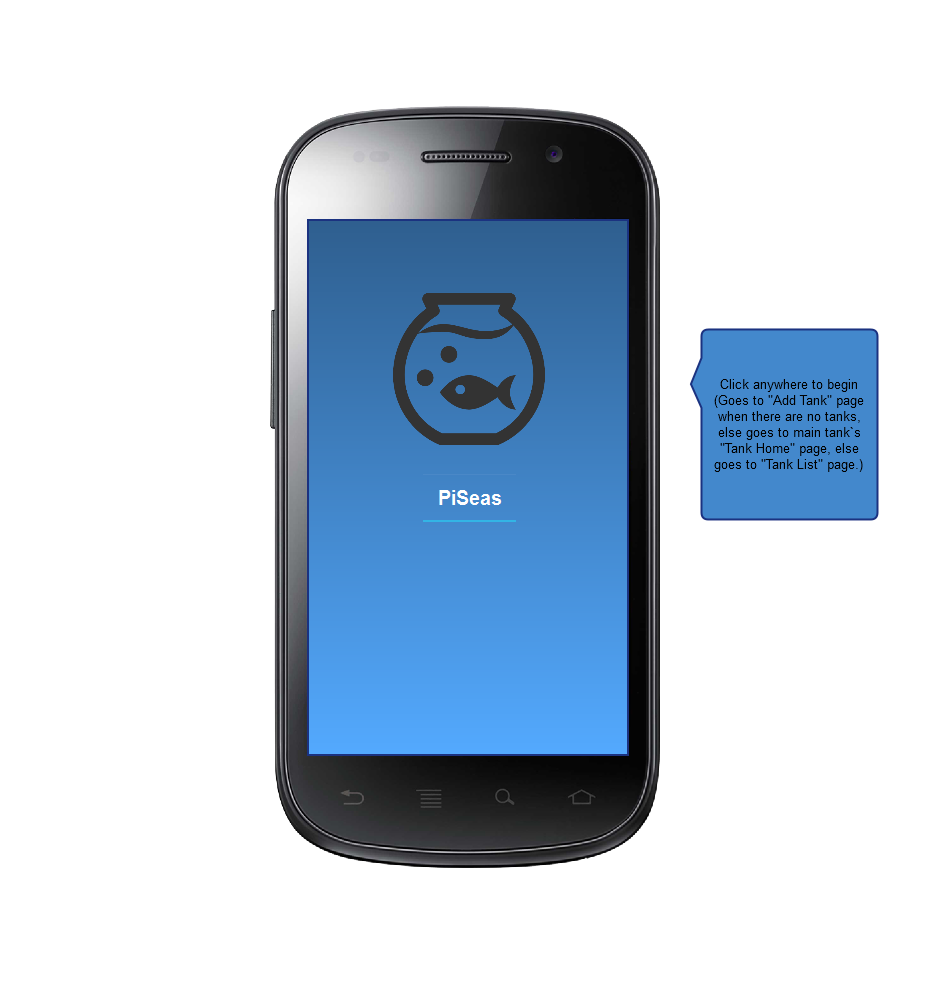 PiSeas
Click anywhere to begin
(Goes to "Add Tank" page
when there are no tanks,
else goes to main tank`s
"Tank Home" page, else
goes to "Tank List" page.)